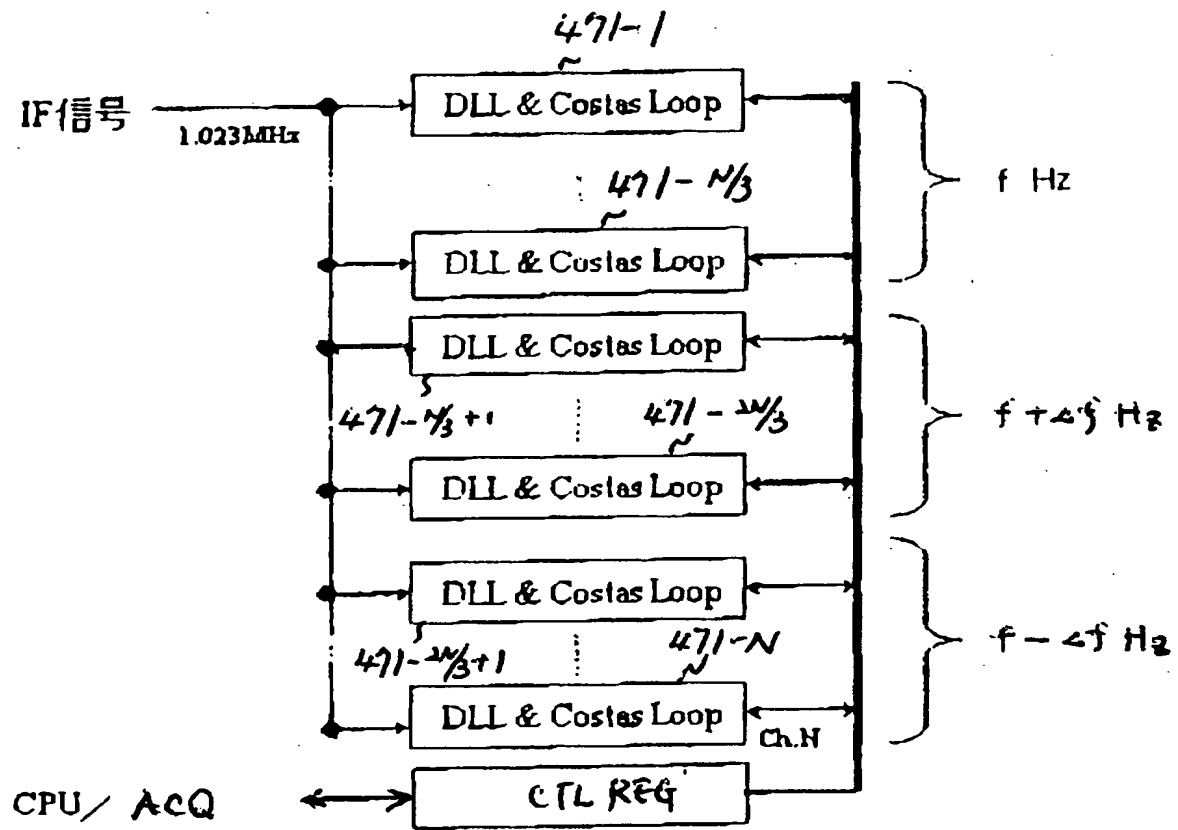 471-1
IF信号
1.023MHz
DLL & Costas Loop
471-N/3
f Hz
DLL & Costas Loop
DLL & Costas Loop
471-N/3+1
471-2N/3
f+⊿f Hz
DLL & Costas Loop
DLL & Costas Loop
471-2N/3+1
471-N
f-⊿f Hz
DLL & Costas Loop
Ch.N
CPU/ ACQ
CTL REG